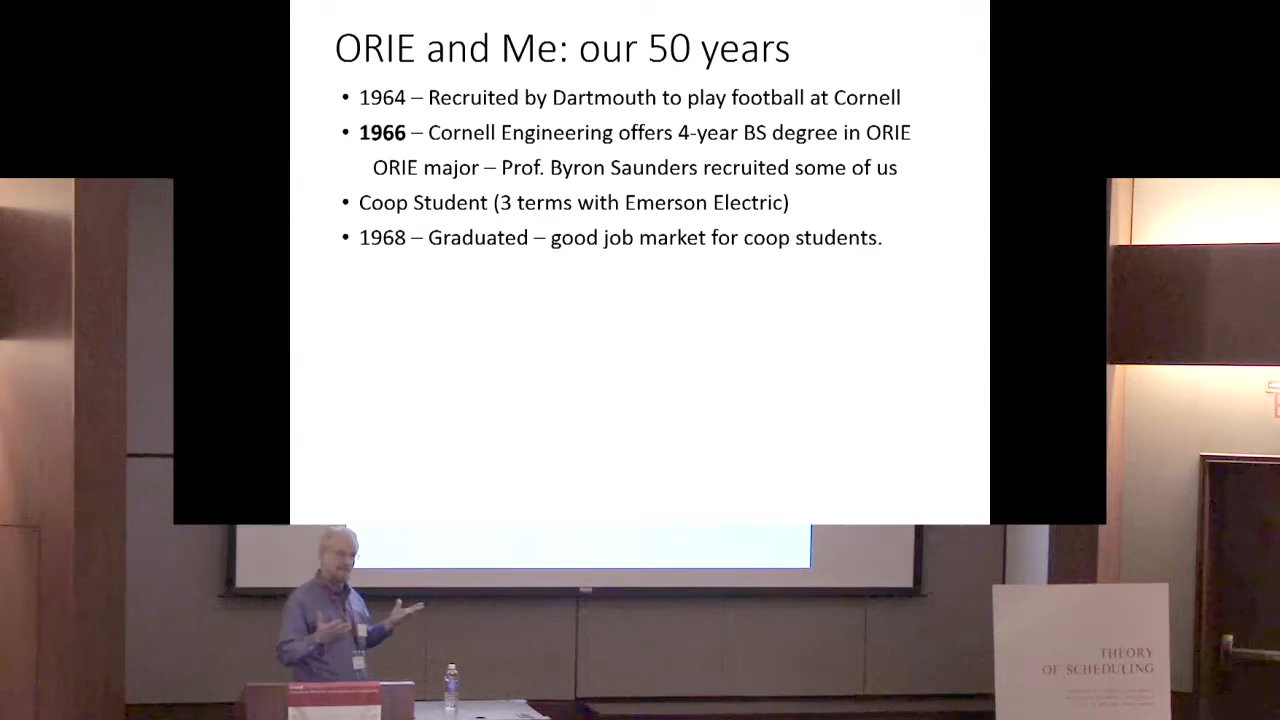 ORIE and Me: our 50 years
• 1964 – Recruited by Dartmouth to play football at Cornell
• 1966 – Cornell Engineering offers 4-year BS degree in ORIE
ORIE major – Prof. Byron Saunders recruited some of us
• Coop Student (3 terms with Emerson Electric)
• 1968 – Graduated – good job market for coop students.
THEORY
OF SCHEDULING